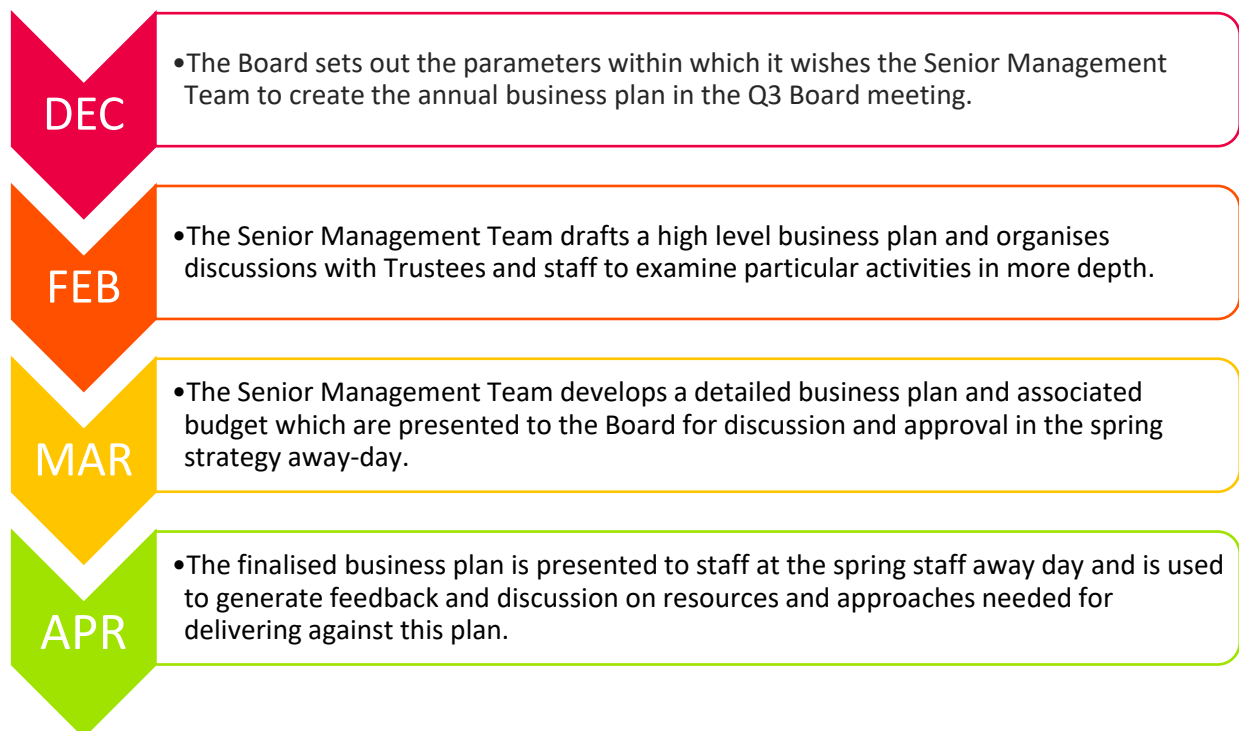 DEC
•The Board sets out the parameters within which it wishes the Senior Management
Team to create the annual business plan in the Q3 Board meeting.
FEB
•The Senior Management Team drafts a high level business plan and organises
discussions with Trustees and staff to examine particular activities in more depth.
MAR
•The Senior Management Team develops a detailed business plan and associated
budget which are presented to the Board for discussion and approval in the spring
strategy away-day.
APR
•The finalised business plan is presented to staff at the spring staff away day and is used
to generate feedback and discussion on resources and approaches needed for
delivering against this plan.